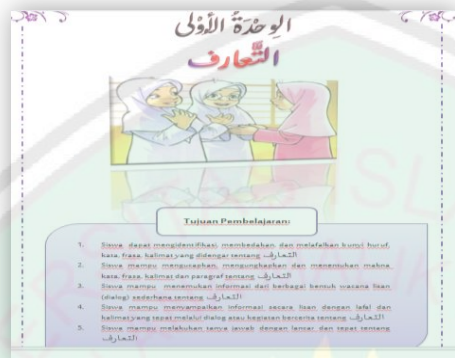 الوِحْدَةُ الأُوْلَى
التَّعَارف
Tujuan Pembelajaran:
1. Siswa dapat mengidentifikasi, membedakan, dan melafalkan bunyi huruf,
kata, frasa, kalimat yang didengar tentang التعارف
2. Siswa mampu mengucapkan, mengungkapkan dan menentukan makna
kata, frasa, kalimat dan paragraf tentang التعارف
3. Siswa mampu menemukan informasi dari berbagai bentuk wacana lisan
(dialog) sederhana tentang التعارف
4. Siswa mampu menyampaikan informasi secara lisan dengan lafal dan
kalimat yang tepat melalui dialog atau kegiatan bercerita tentang التعارف
5. Siswa mampu melakukan tanya jawab dengan lancar dan tepat tentang
التعارف